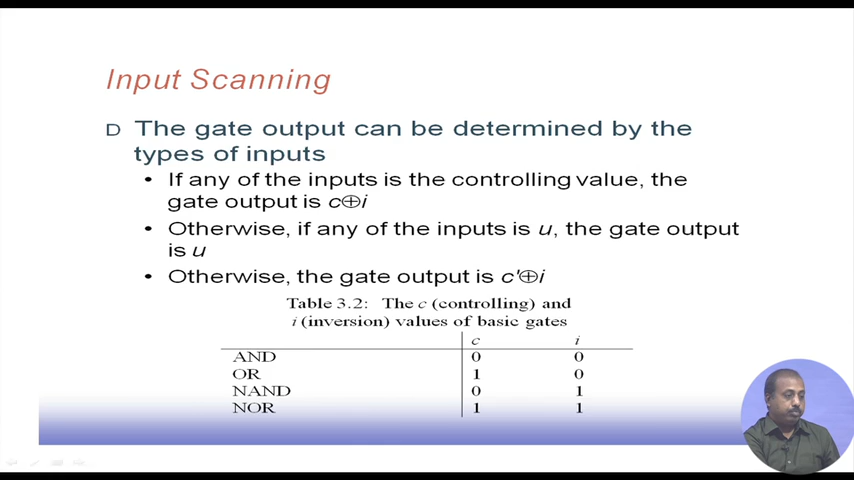 Input Scanning
D The gate output can be determined by the
types of inputs
• If any of the inputs is the controlling value, the
gate output is c⊕i
• Otherwise, if any of the inputs is u, the gate output
is u
• Otherwise, the gate output is c'⊕i
Table 3.2: The c (controlling) and
i (inversion) values of basic gates
c i
AND 0 0
OR 1 0
NAND 0 1
NOR 1 1